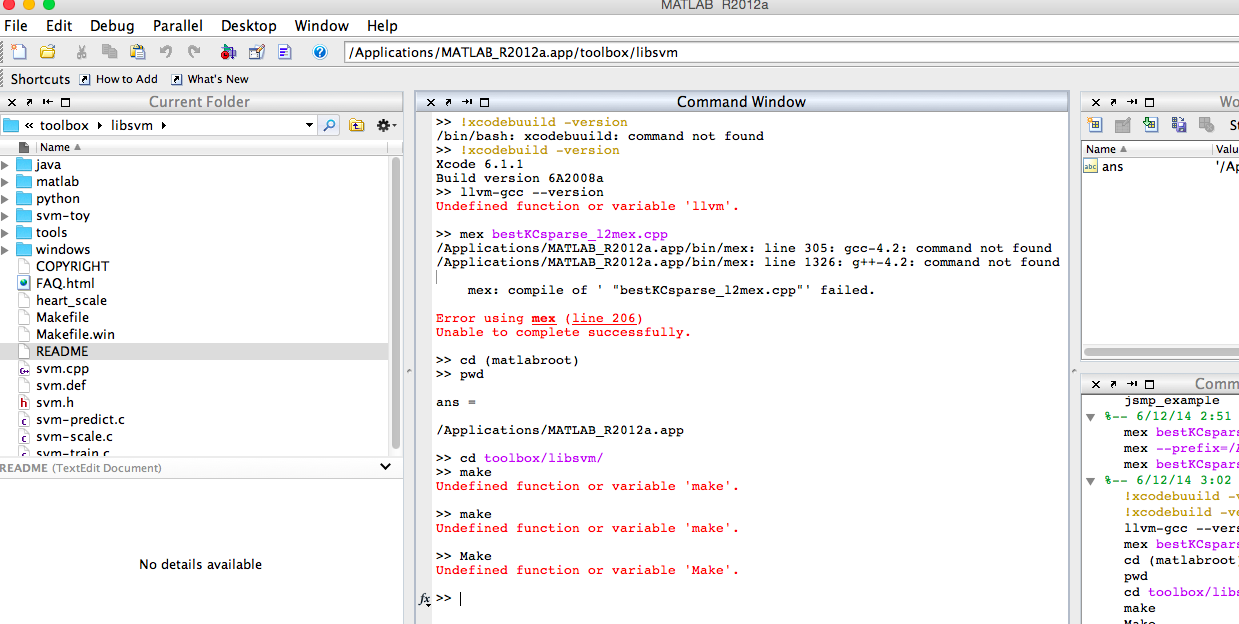 MATLAB R2012a
File Edit Debug Parallel Desktop Window Help
/Applications/MATLAB_R2012a.app/toolbox/libsvm
Shortcuts How to Add What's New
Current Folder
« toolbox libsvm
Name
java
matlab
python
svm-toy
tools
windows
COPYRIGHT
FAQ.html
heart_scale
Makefile
Makefile.win
README
svm.cpp
svm.def
svm.h
svm-predict.c
svm-scale.c
svm-train.c
README (TextEdit Document)
No details available
Command Window
>> !xcodebuuild -version
/bin/bash: xcodebuuild: command not found
>> !xcodebuild -version
Xcode 6.1.1
Build version 6A2008a
>> llvm-gcc --version
Undefined function or variable 'llvm'.
>> mex bestKCsparse_l2mex.cpp
/Applications/MATLAB_R2012a.app/bin/mex: line 305: gcc-4.2: command not found
/Applications/MATLAB_R2012a.app/bin/mex: line 1326: g++-4.2: command not found
mex: compile of ' "bestKCsparse_l2mex.cpp"' failed.
Error using mex (line 206)
Unable to complete successfully.
>> cd (matlabroot)
>> pwd
ans =
/Applications/MATLAB_R2012a.app
>> cd toolbox/libsvm/
>> make
Undefined function or variable 'make'.
>> make
Undefined function or variable 'make'.
>> Make
Undefined function or variable 'Make'.
fx >>
Wo
St
Name Valu
abc ans '/Ap
Comm
jsmp_example
%-- 6/12/14 2:51
mex bestKCspars
mex --prefix=/
mex bestKCspars
%-- 6/12/14 3:02
!xcodebuuild -v
!xcodebuild -ve
llvm-gcc --vers
mex bestKCspars
cd (matlabroot)
pwd
cd toolbox/libs
make
Make